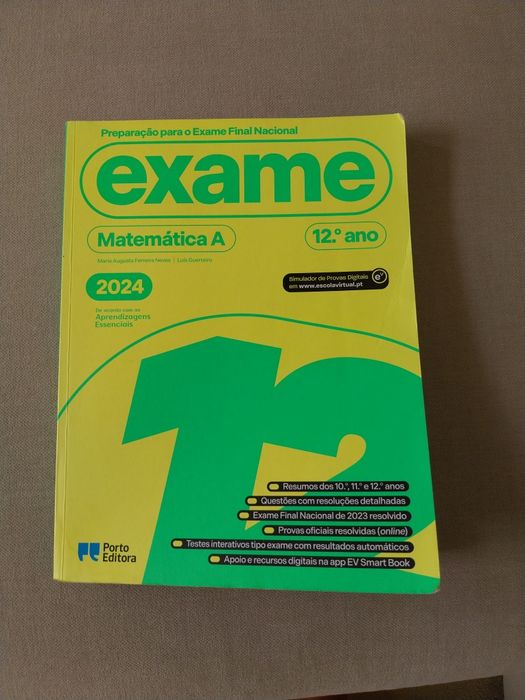 Preparação para o Exame Final Nacional
exame
Matemática A
12.º ano
Maria Augusta Ferreira Neves | Luís Guerreiro
2024
Simulador de Provas Digitais
em www.escolavirtual.pt
De acordo com as
Aprendizagens
Essenciais
12
Resumos dos 10.º, 11.º e 12.º anos
Questões com resoluções detalhadas
Exame Final Nacional de 2023 resolvido
Provas oficiais resolvidas (online)
Testes interativos tipo exame com resultados automáticos
Apoio e recursos digitais na app EV Smart Book
Porto
Editora